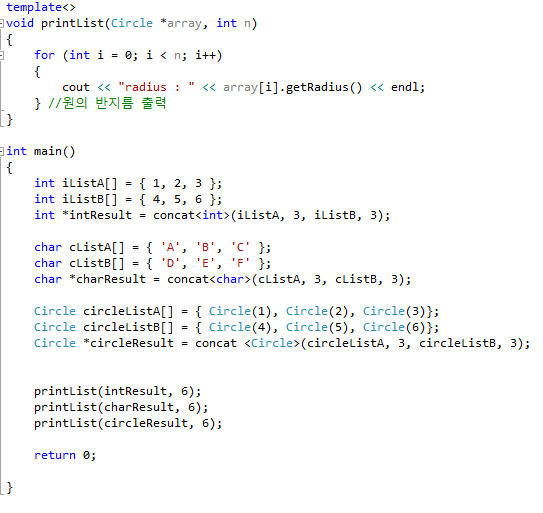 template<>
void printList(Circle *array, int n)
{
for (int i = 0; i < n; i++)
{
cout << "radius : " << array[i].getRadius() << endl;
} //원의 반지름 출력
}
int main()
{
int iListA[] = { 1, 2, 3 };
int iListB[] = { 4, 5, 6 };
int *intResult = concat<int>(iListA, 3, iListB, 3);
char cListA[] = { 'A', 'B', 'C' };
char cListB[] = { 'D', 'E', 'F' };
char *charResult = concat<char>(cListA, 3, cListB, 3);
Circle circleListA[] = { Circle(1), Circle(2), Circle(3)};
Circle circleListB[] = { Circle(4), Circle(5), Circle(6)};
Circle *circleResult = concat <Circle>(circleListA, 3, circleListB, 3);
printList(intResult, 6);
printList(charResult, 6);
printList(circleResult, 6);
return 0;
}